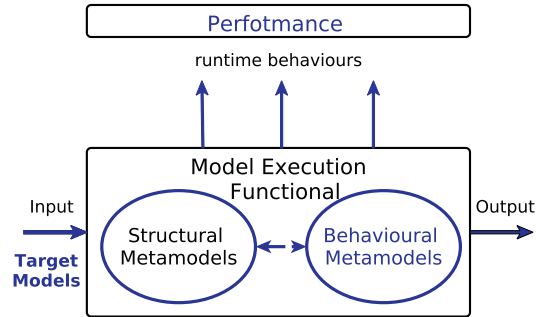 Perfotmance
runtime behaviours
Model Execution
Functional
Input
Output
Structural
Metamodels
Behavioural
Metamodels
Target
Models